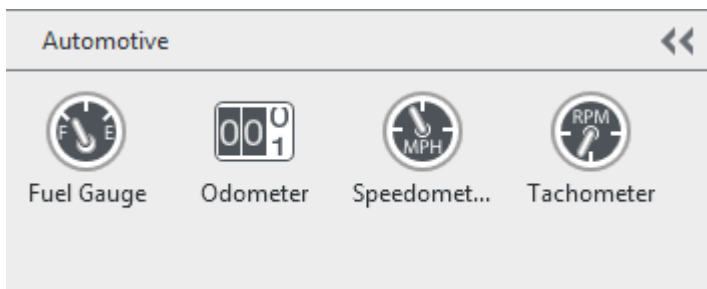 Automotive
F E
00 0 1
MPH
RPM
Fuel Gauge Odometer Speedomet... Tachometer